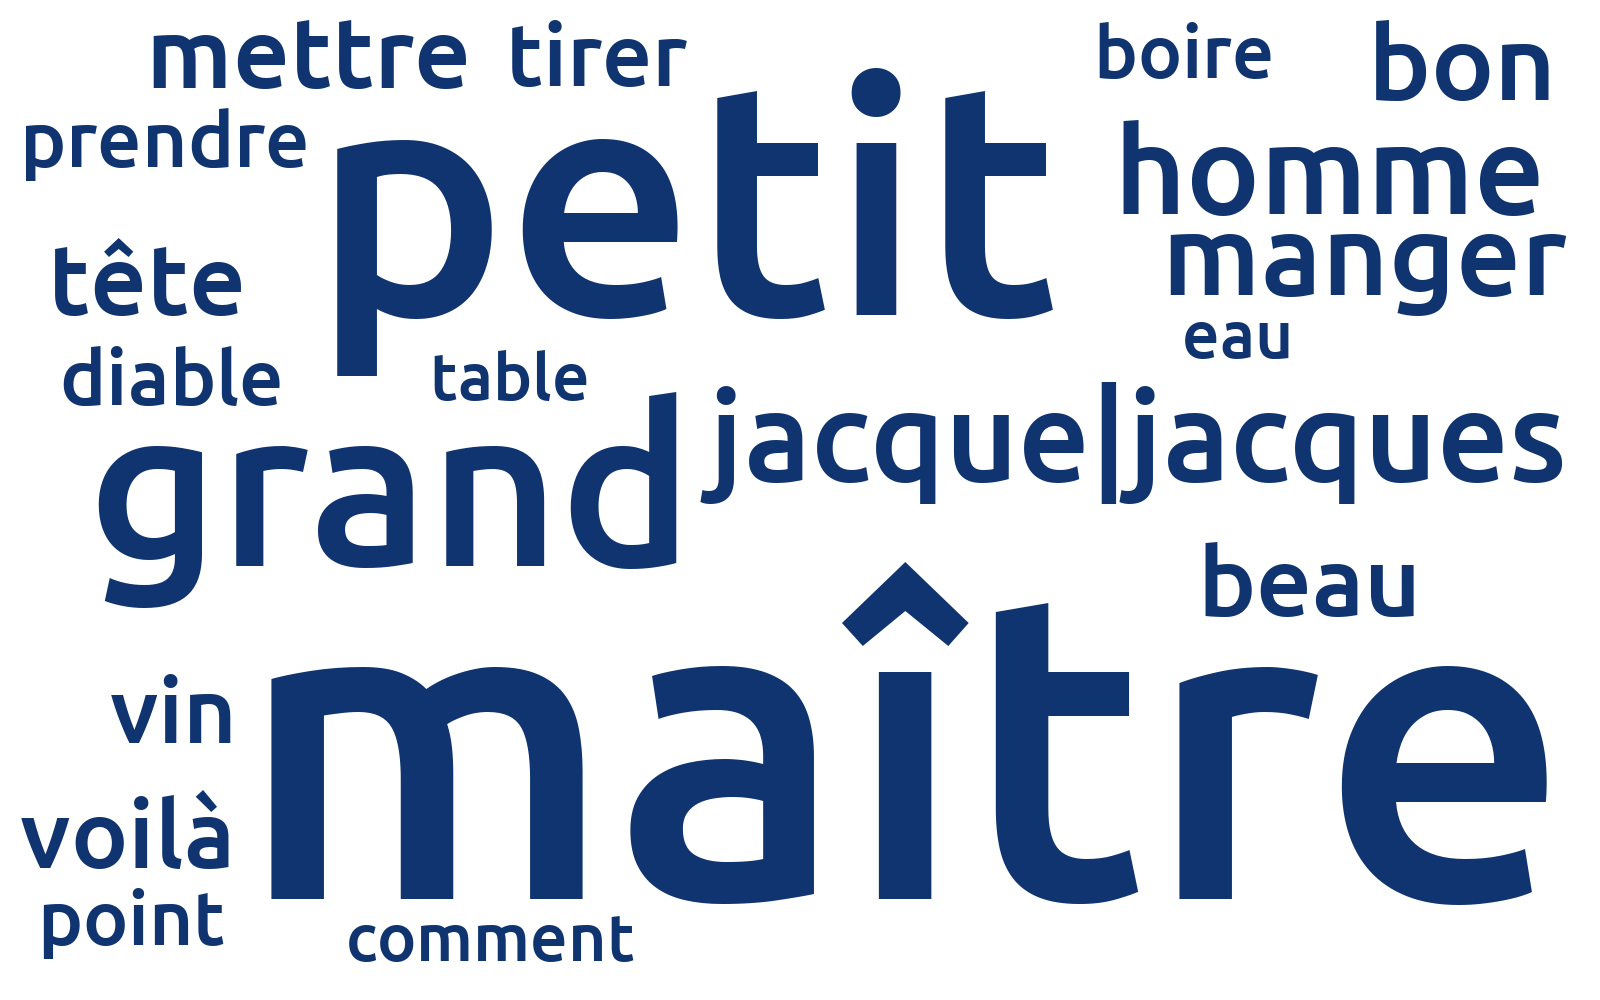 mettre tirer boire bon
prendre petit homme
tête manger
diable table eau
grand jacque|jacques
beau
vin maître
voilà
point comment